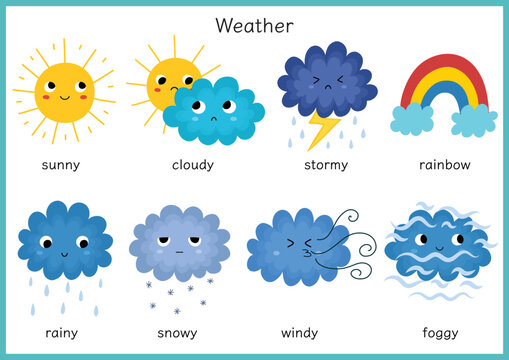 Weather
sunny cloudy stormy rainbow
rainy snowy windy foggy